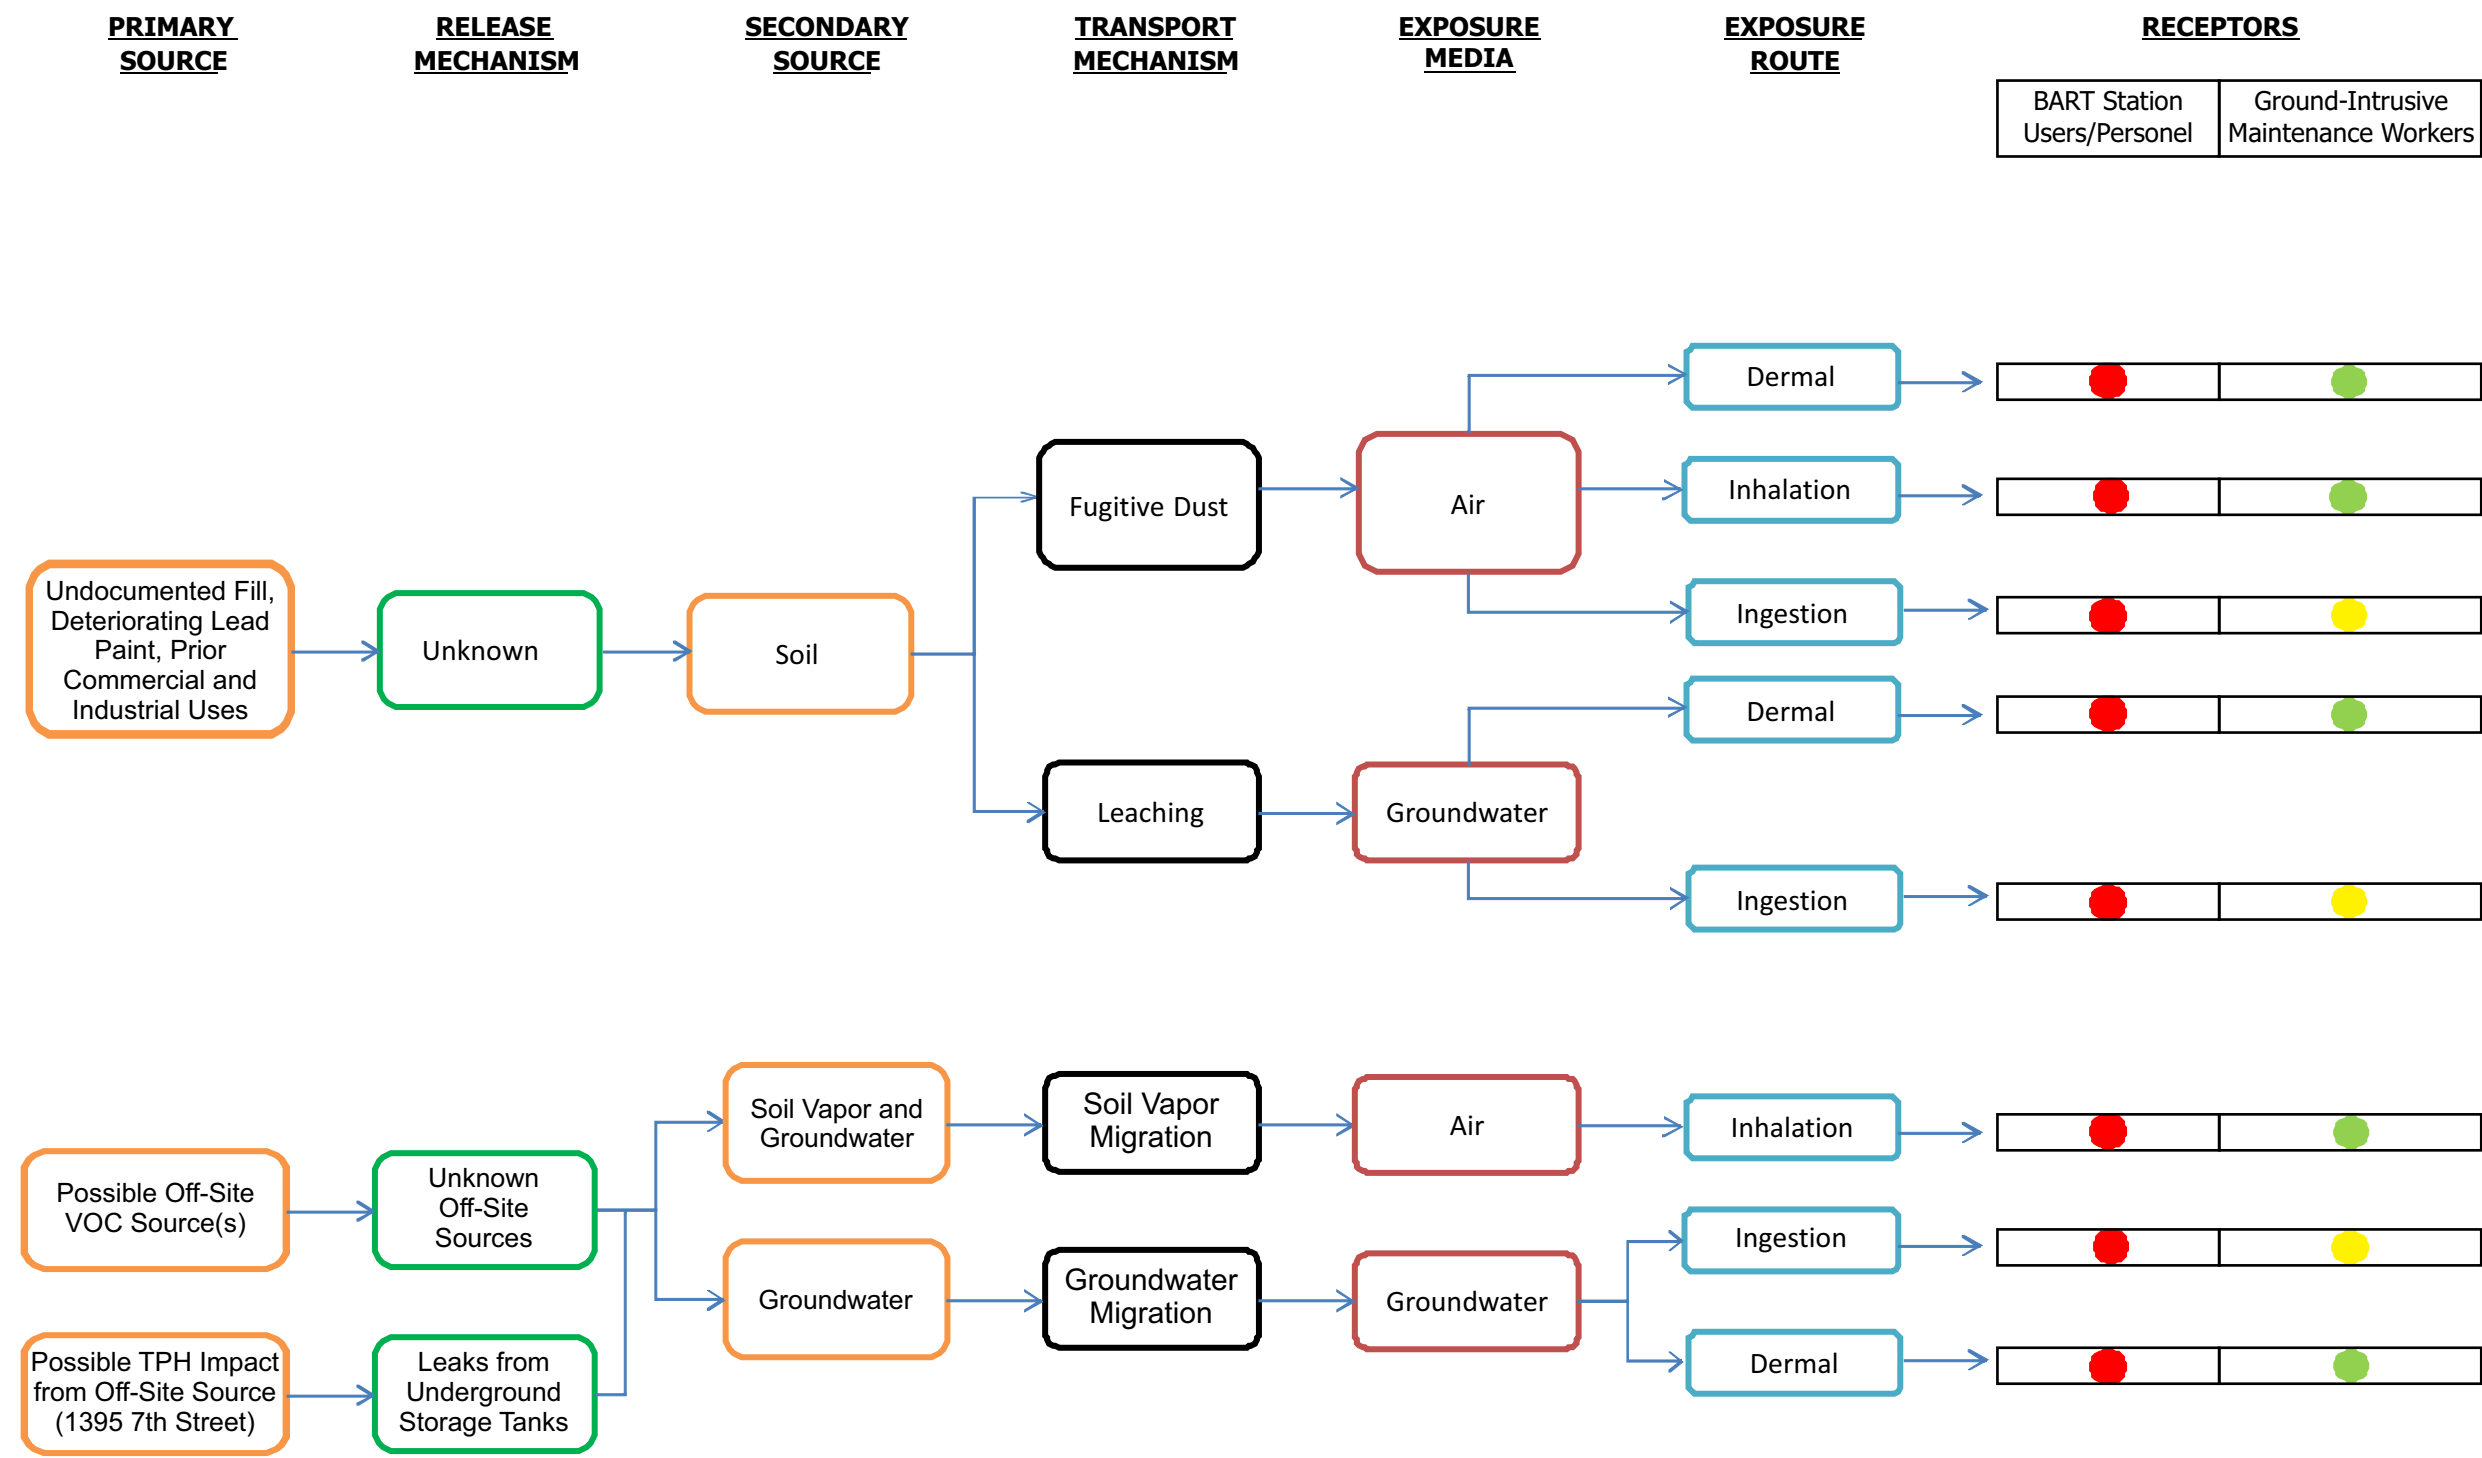 PRIMARY
SOURCE
RELEASE
MECHANISM
SECONDARY
SOURCE
TRANSPORT
MECHANISM
EXPOSURE
MEDIA
EXPOSURE
ROUTE
RECEPTORS
BART Station
Users/Personel
Ground-Intrusive
Maintenance Workers
Undocumented Fill,
Deteriorating Lead
Paint, Prior
Commercial and
Industrial Uses
Unknown
Soil
Fugitive Dust
Air
Dermal
Inhalation
Ingestion
Leaching
Groundwater
Dermal
Ingestion
Possible Off-Site
VOC Source(s)
Unknown
Off-Site
Sources
Soil Vapor and
Groundwater
Soil Vapor
Migration
Air
Inhalation
Possible TPH Impact
from Off-Site Source
(1395 7th Street)
Leaks from
Underground
Storage Tanks
Groundwater
Groundwater
Migration
Groundwater
Ingestion
Dermal